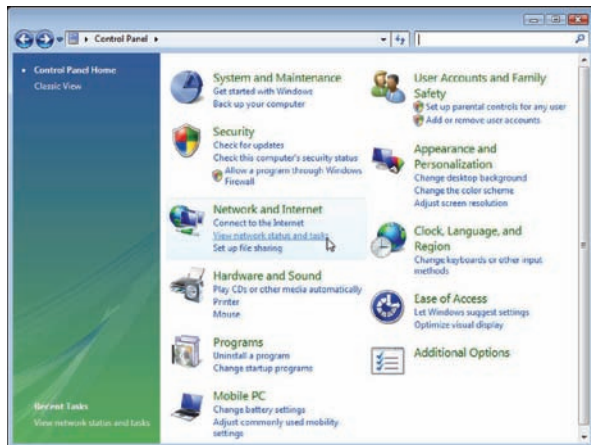 Control Panel
Control Panel Home
Classic View
System and Maintenance
Get started with Windows
Back up your computer
Security
Check for updates
Check this computer's security status
Allow a program through Windows
Firewall
Network and Internet
Connect to the Internet
View network status and tasks
Set up file sharing
Hardware and Sound
Play CDs or other media automatically
Printer
Mouse
Programs
Uninstall a program
Change startup programs
Mobile PC
Change battery settings
Adjust commonly used mobility
settings
User Accounts and Family
Safety
Set up parental controls for any user
Add or remove user accounts
Appearance and
Personalization
Change desktop background
Change the color scheme
Adjust screen resolution
Clock, Language, and
Region
Change keyboards or other input
methods
Ease of Access
Let Windows suggest settings
Optimize visual display
Additional Options
Recent Tasks
View network status and tasks